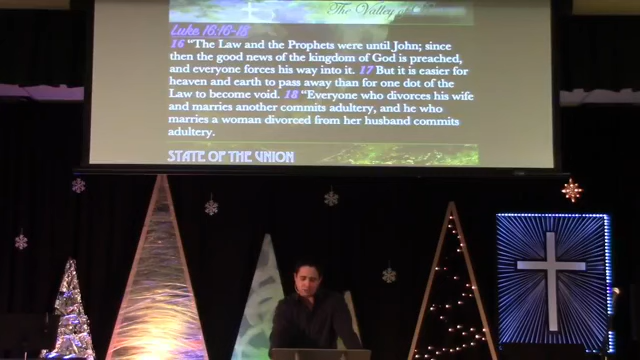 The Valley of
Luke 16.16-18
16 “The Law and the Prophets were until John; since
then the good news of the kingdom of God is preached,
and everyone forces his way into it. 17 But it is easier for
heaven and earth to pass away than for one dot of the
Law to become void. 18 “Everyone who divorces his wife
and marries another commits adultery, and he who
marries a woman divorced from her husband commits
adultery.
STATE OF THE UNION